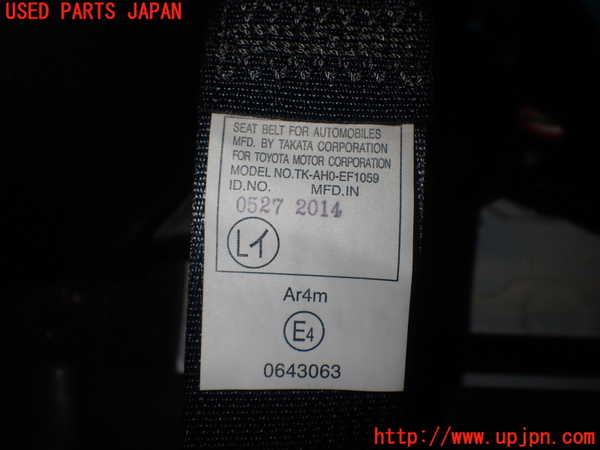 USED PARTS JAPAN
SEAT BELT FOR AUTOMOBILES
MFD. BY TAKATA CORPORATION
FOR TOYOTA MOTOR CORPORATION
MODEL NO.TK-AH0-EF1059
ID.NO. MFD.IN
0527 2014
レイ
Ar4m
E4
0643063
http://www.upjpn.com/